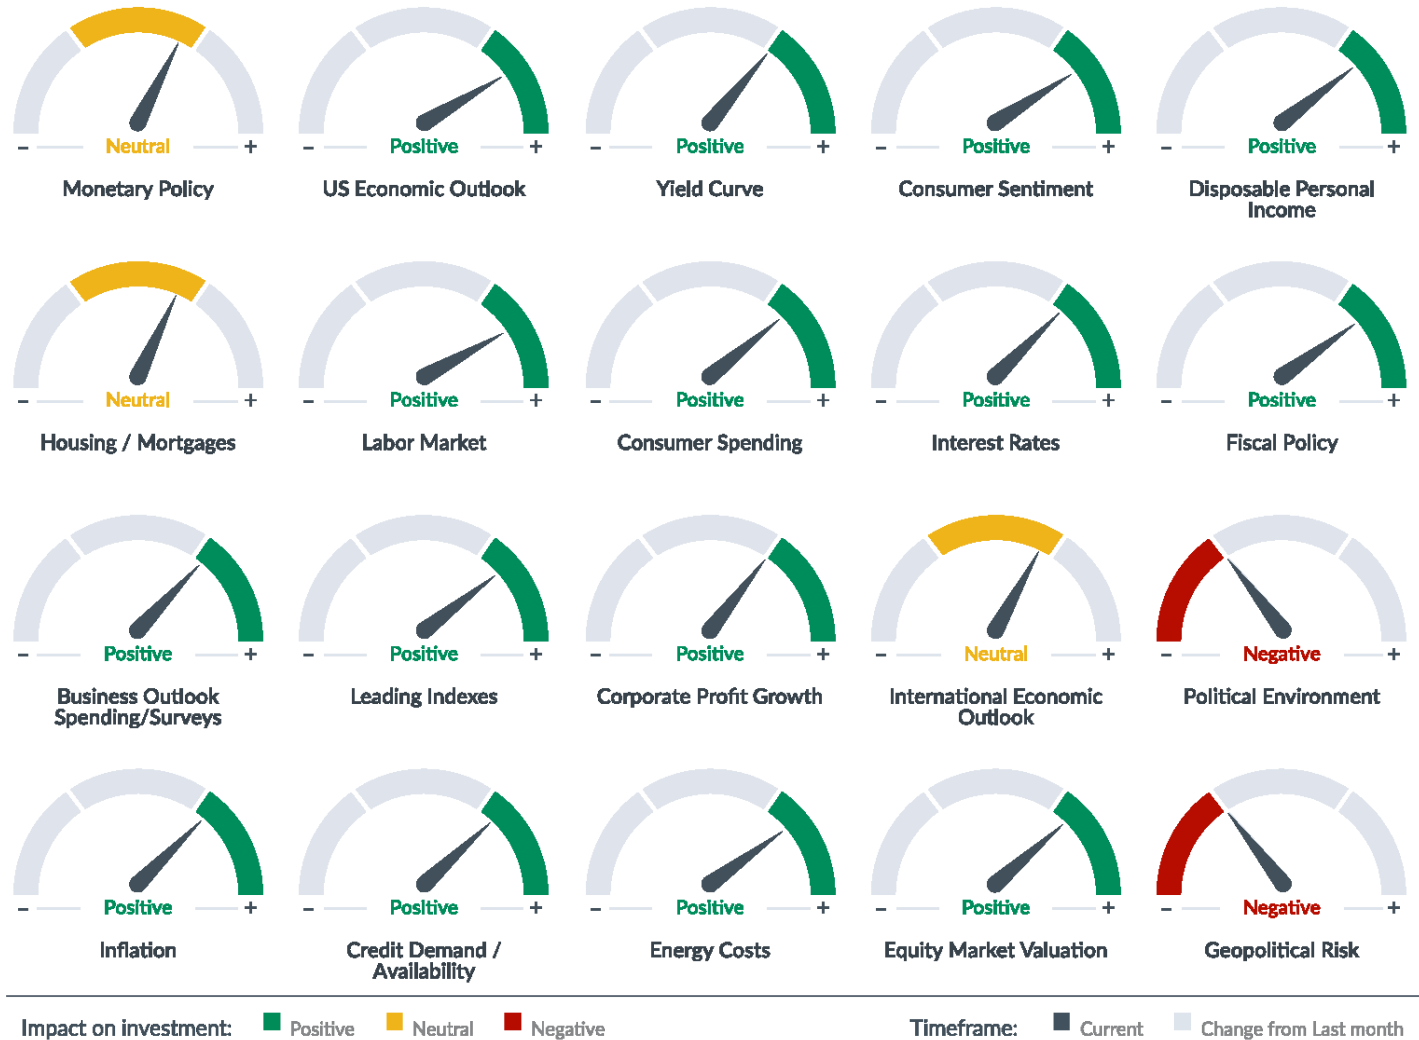 - Neutral +
- Positive +
- Positive +
- Positive +
- Positive +
Monetary Policy
US Economic Outlook
Yield Curve
Consumer Sentiment
Disposable Personal
Income
- Neutral +
- Positive +
- Positive +
- Positive +
- Positive +
Housing / Mortgages
Labor Market
Consumer Spending
Interest Rates
Fiscal Policy
- Positive +
- Positive +
- Positive +
- Neutral +
- Negative +
Business Outlook
Spending/Surveys
Leading Indexes
Corporate Profit Growth
International Economic
Outlook
Political Environment
- Positive +
- Positive +
- Positive +
- Positive +
- Negative +
Inflation
Credit Demand /
Availability
Energy Costs
Equity Market Valuation
Geopolitical Risk
Impact on investment: Positive Neutral Negative
Timeframe: Current Change from Last month